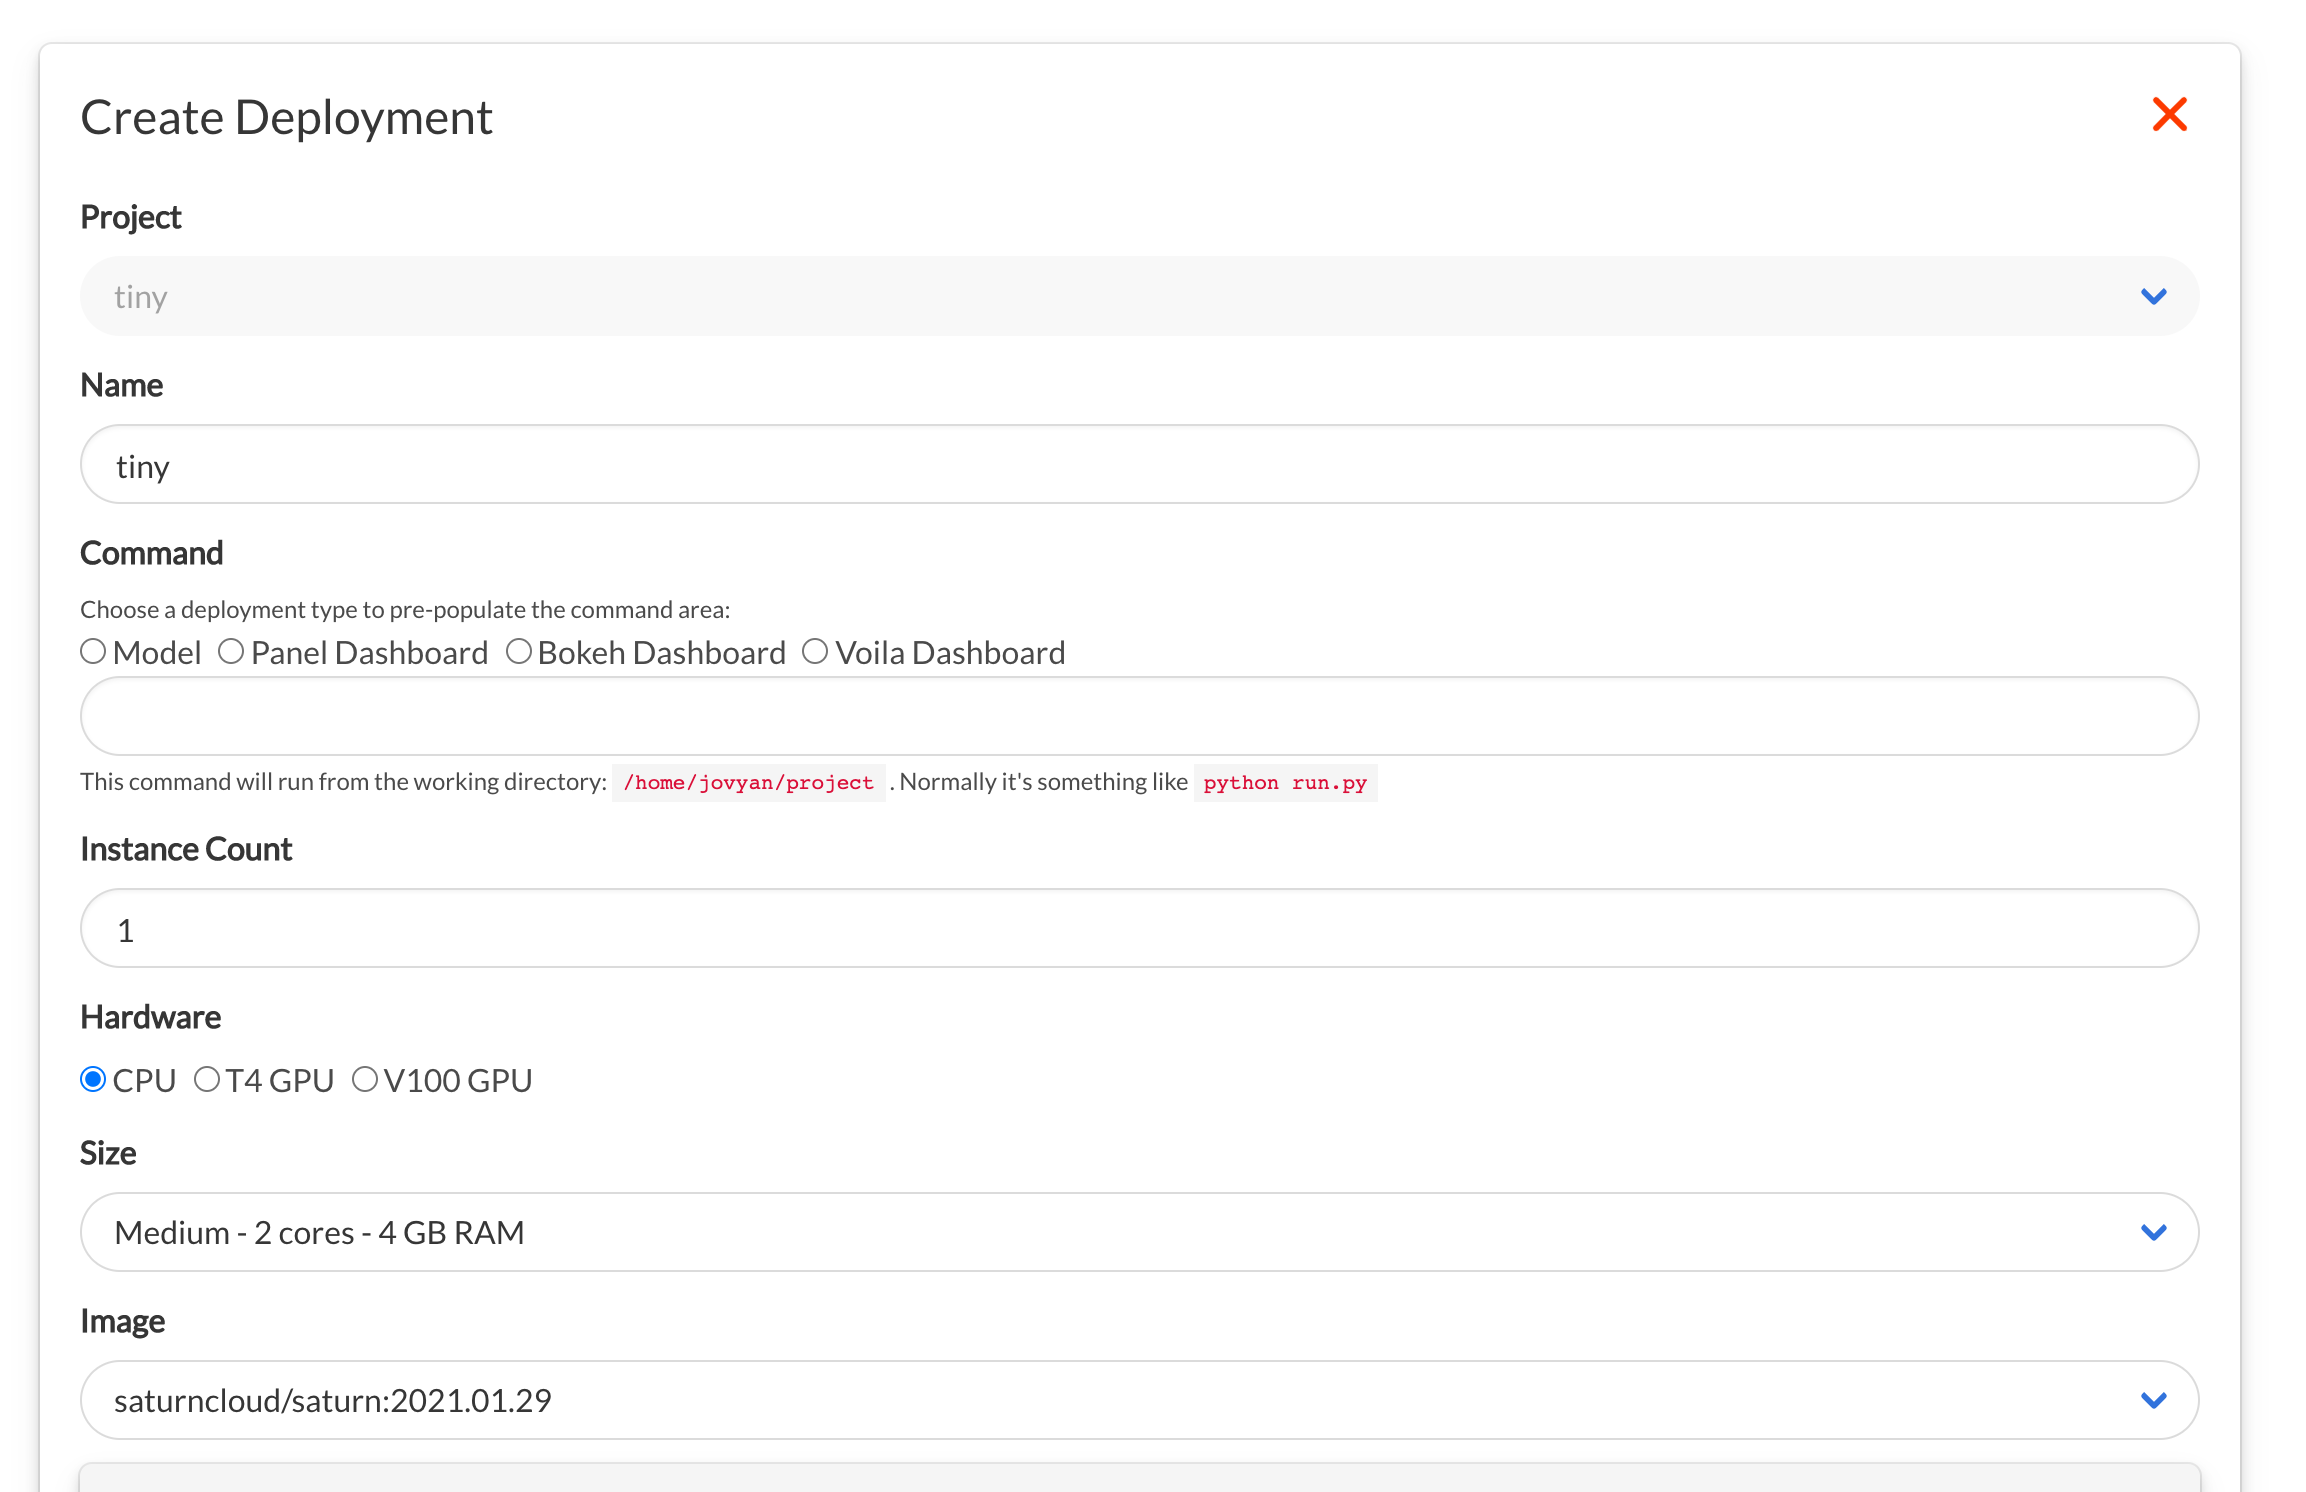 Create Deployment
Project
tiny
Name
tiny
Command
Choose a deployment type to pre-populate the command area:
Model Panel Dashboard Bokeh Dashboard Voila Dashboard
This command will run from the working directory: /home/jovyan/project . Normally it's something like python run.py
Instance Count
1
Hardware
CPU T4 GPU V100 GPU
Size
Medium - 2 cores - 4 GB RAM
Image
saturncloud/saturn:2021.01.29